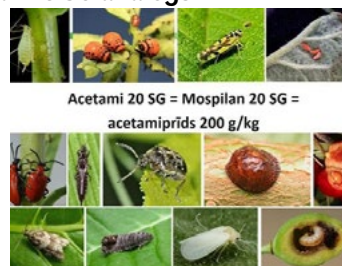 Acetami 20 SG = Mospilan 20 SG =
acetamiprīds 200 g/kg